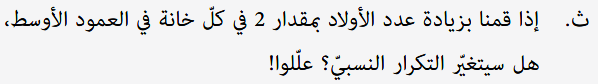 ث. إذا قمنا بزيادة عدد الأولاد بمقدار 2 في كلّ خانة في العمود الأوسط،
هل سيتغيّر التكرار النسبيّ؟ علّلوا!